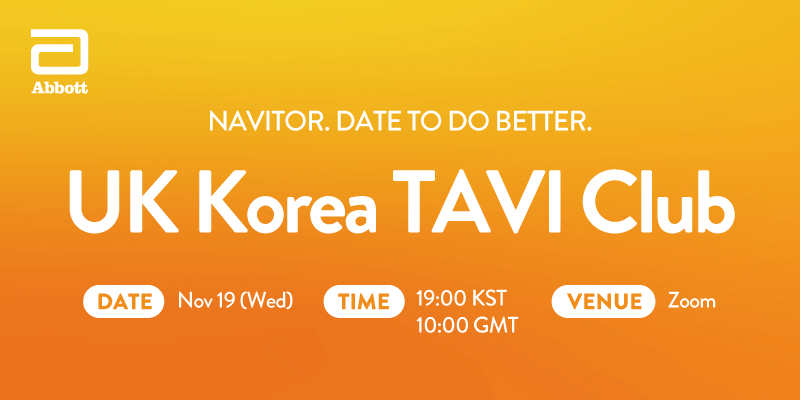 Abbott
NAVITOR. DATE TO DO BETTER.
UK Korea TAVI Club
DATE Nov 19 (Wed) TIME 19:00 KST VENUE Zoom
10:00 GMT